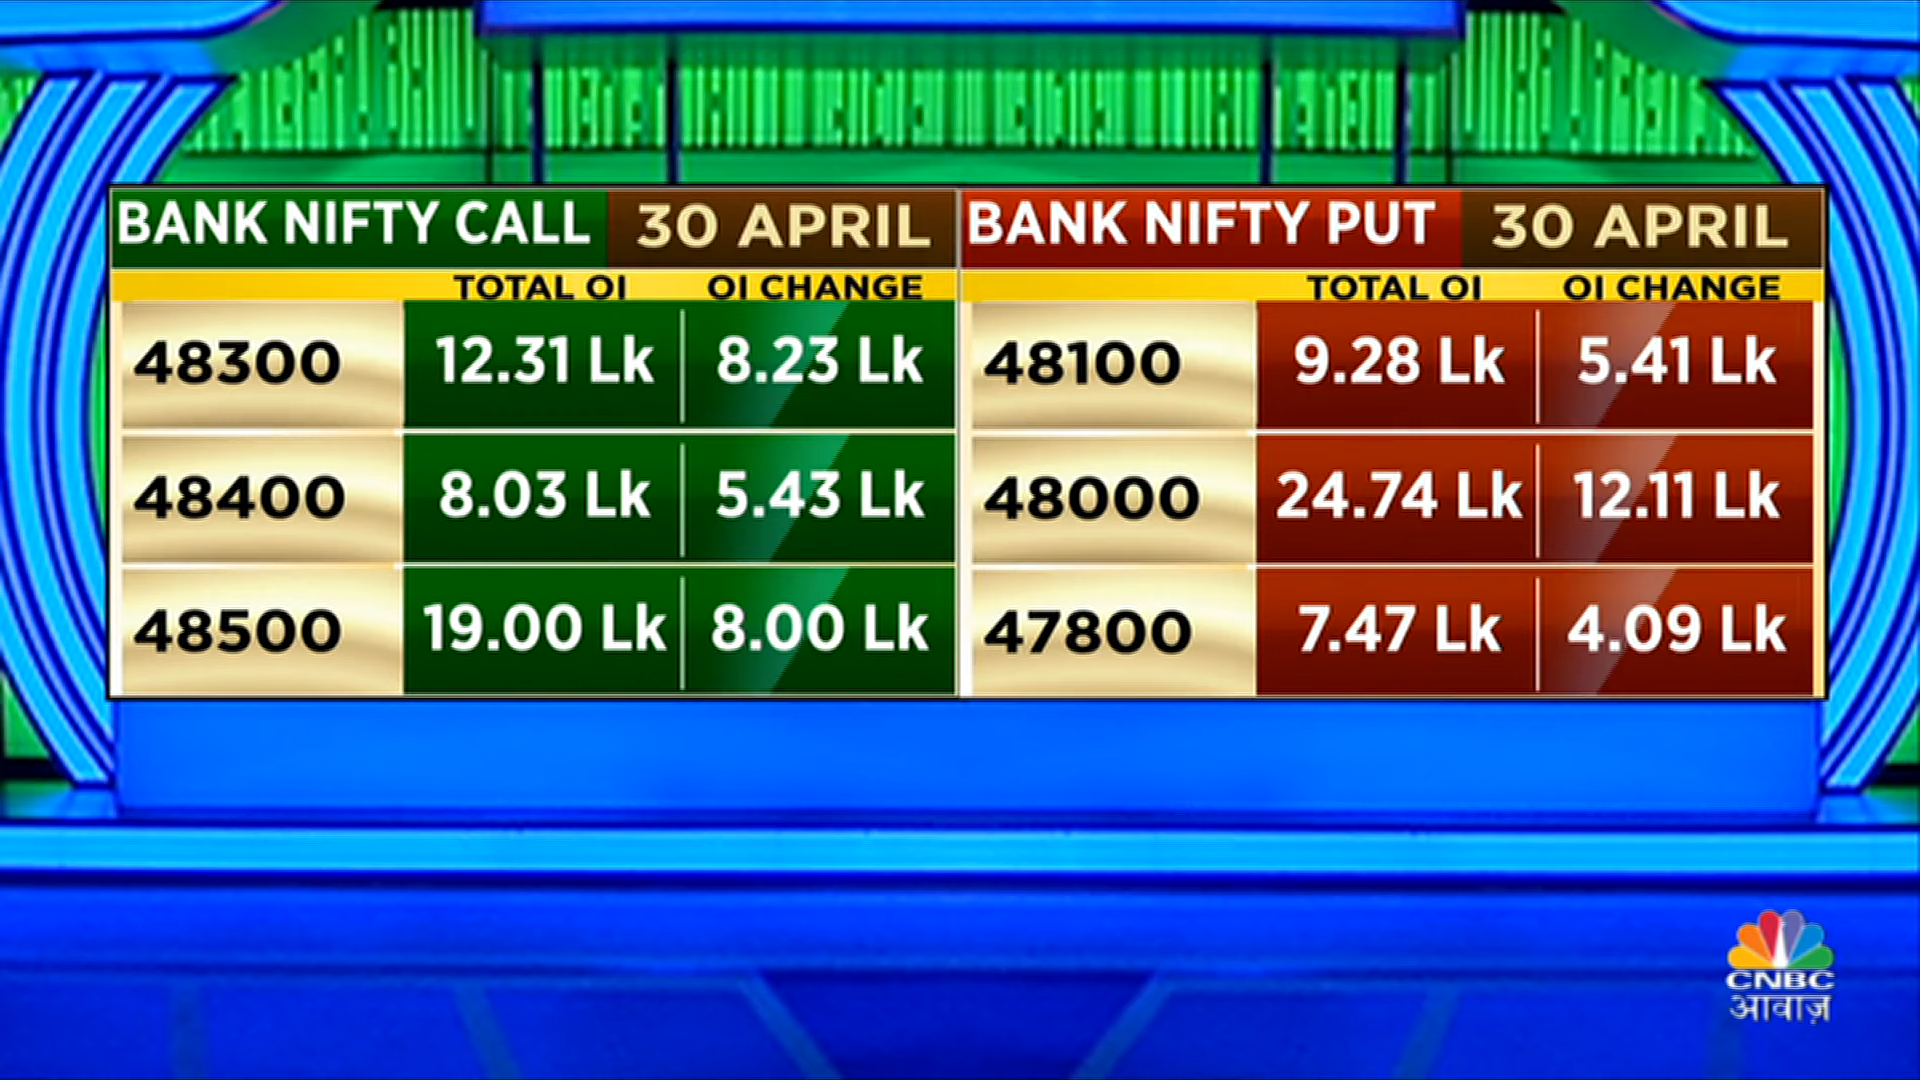 BANK NIFTY CALL 30 APRIL BANK NIFTY PUT 30 APRIL
TOTAL OI OI CHANGE TOTAL OI OI CHANGE
48300 12.31 Lk 8.23 Lk 48100 9.28 Lk 5.41 Lk
48400 8.03 Lk 5.43 Lk 48000 24.74 Lk 12.11 Lk
48500 19.00 Lk 8.00 Lk 47800 7.47 Lk 4.09 Lk
CNBC
आवाज़